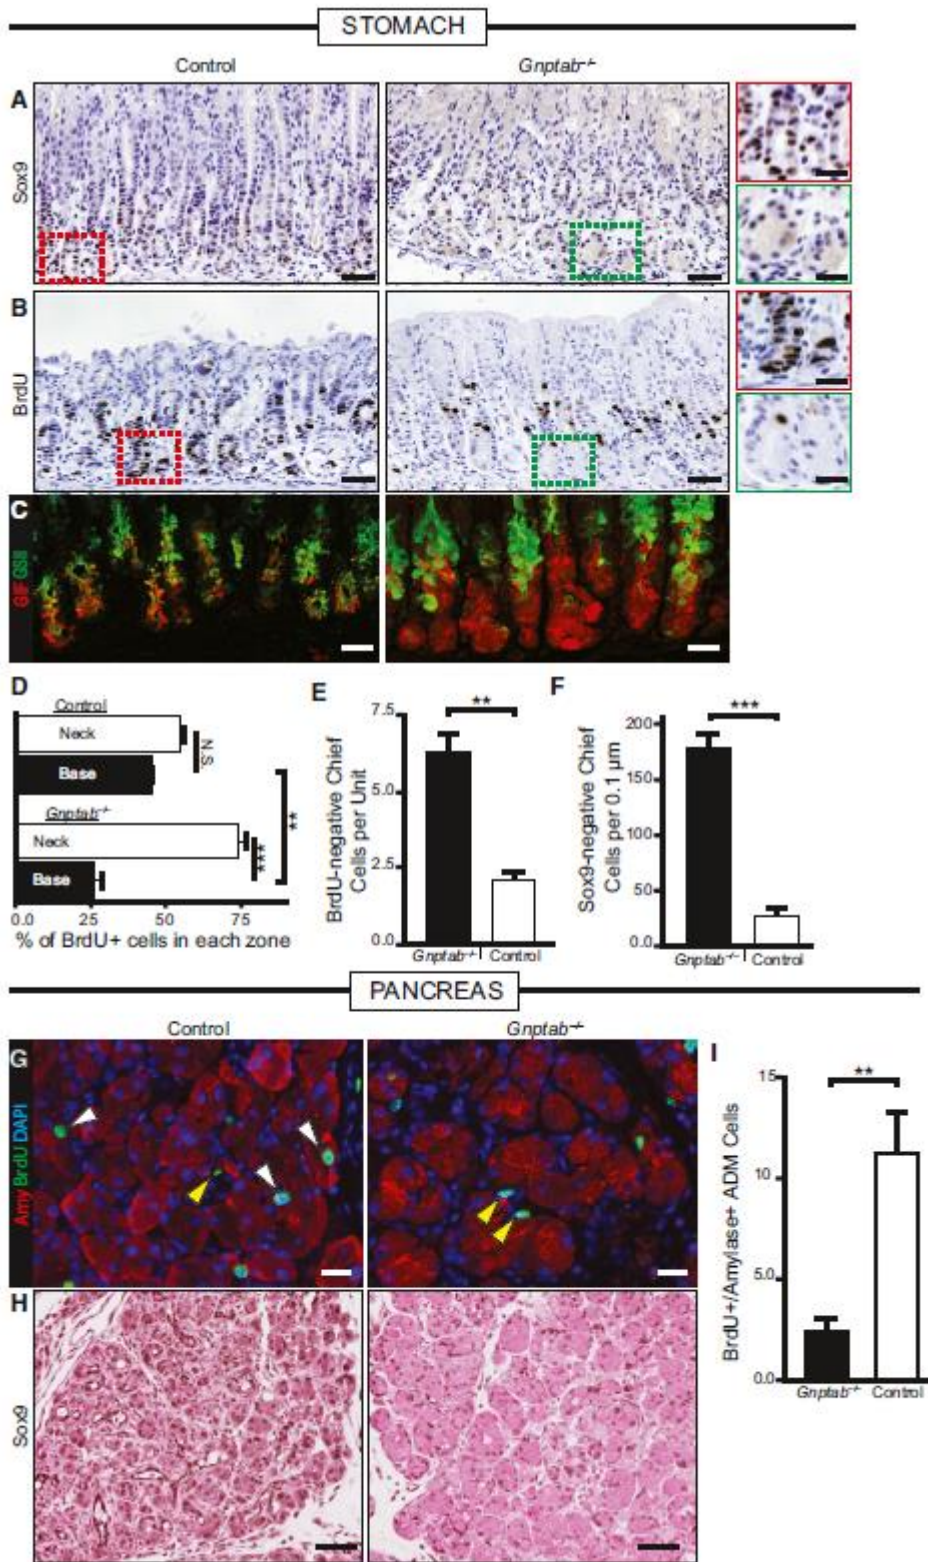 STOMACH
Control
Gnptab-/-
A
Sox9
B
BrdU
C
GIF GSII
D
Control
Neck
Base
Gnptab-/-
Neck
Base
N.S.
***
**
0.0 25 50 75
% of BrdU+ cells in each zone
E
BrdU-negative Chief
Cells per Unit
7.5
5.0
2.5
0.0
**
Gnptab-/- Control
F
Sox9-negative Chief
Cells per 0.1 µm
200
150
100
50
0.0
***
Gnptab-/- Control
PANCREAS
Control
Gnptab-/-
G
Amy BrdU DAPI
H
Sox9
I
BrdU+/Amylase+ ADM Cells
15
10
5.0
0.0
**
Gnptab-/- Control